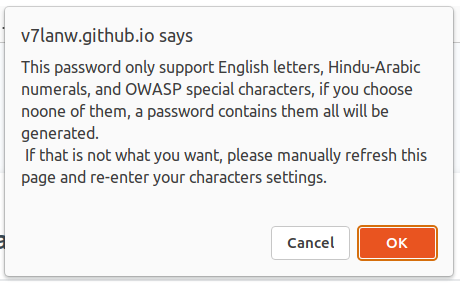 v7lanw.github.io says
This password only support English letters, Hindu-Arabic
numerals, and OWASP special characters, if you choose
noone of them, a password contains them all will be
generated.
If that is not what you want, please manually refresh this
page and re-enter your characters settings.
Cancel
OK